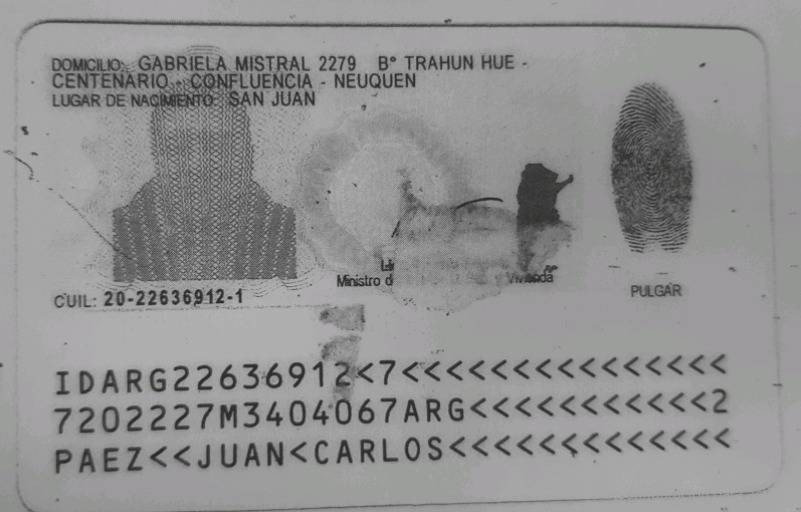 DOMICILIO: GABRIELA MISTRAL 2279 B° TRAHUN HUE -
CENTENARIO - CONFLUENCIA - NEUQUEN
LUGAR DE NACIMIENTO: SAN JUAN
Ministro d
Vivienda
CUIL: 20-22636912-1
PULGAR
IDARG22636912<7<<<<<<<<<<<<<<<
7202227M3404067ARG<<<<<<<<<<<2
PAEZ<<JUAN<CARLOS<<<<<<<<<<<<<